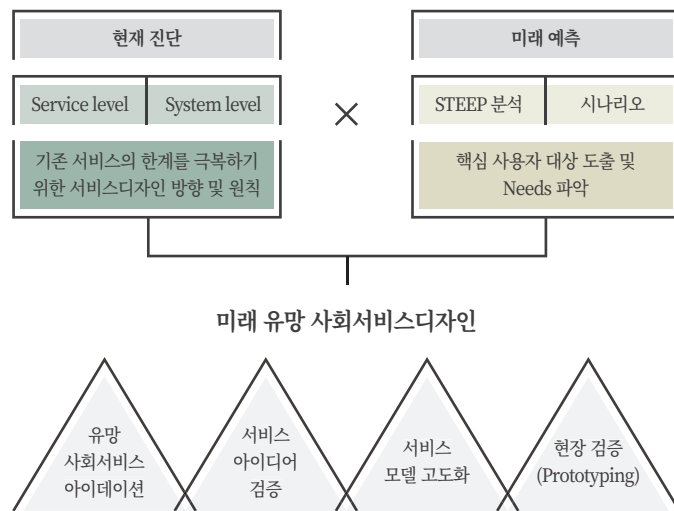 현재 진단
미래 예측
Service level
System level
STEEP 분석
시나리오
기존 서비스의 한계를 극복하기
위한 서비스디자인 방향 및 원칙
핵심 사용자 대상 도출 및
Needs 파악
미래 유망 사회서비스디자인
유망
사회서비스
아이데이션
서비스
아이디어
검증
서비스
모델 고도화
현장 검증
(Prototyping)